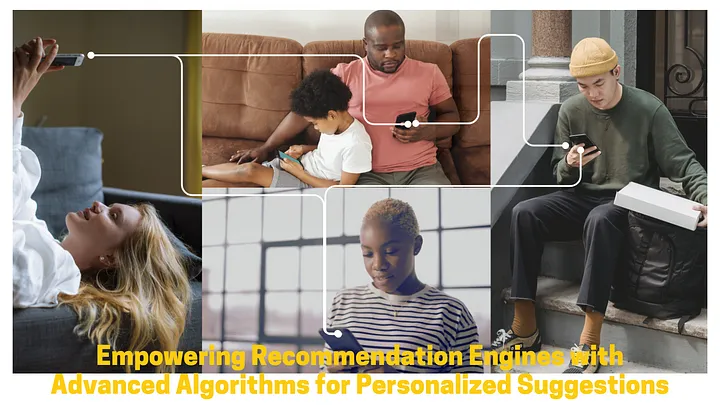 Empowering Recommendation Engines with
Advanced Algorithms for Personalized Suggestions